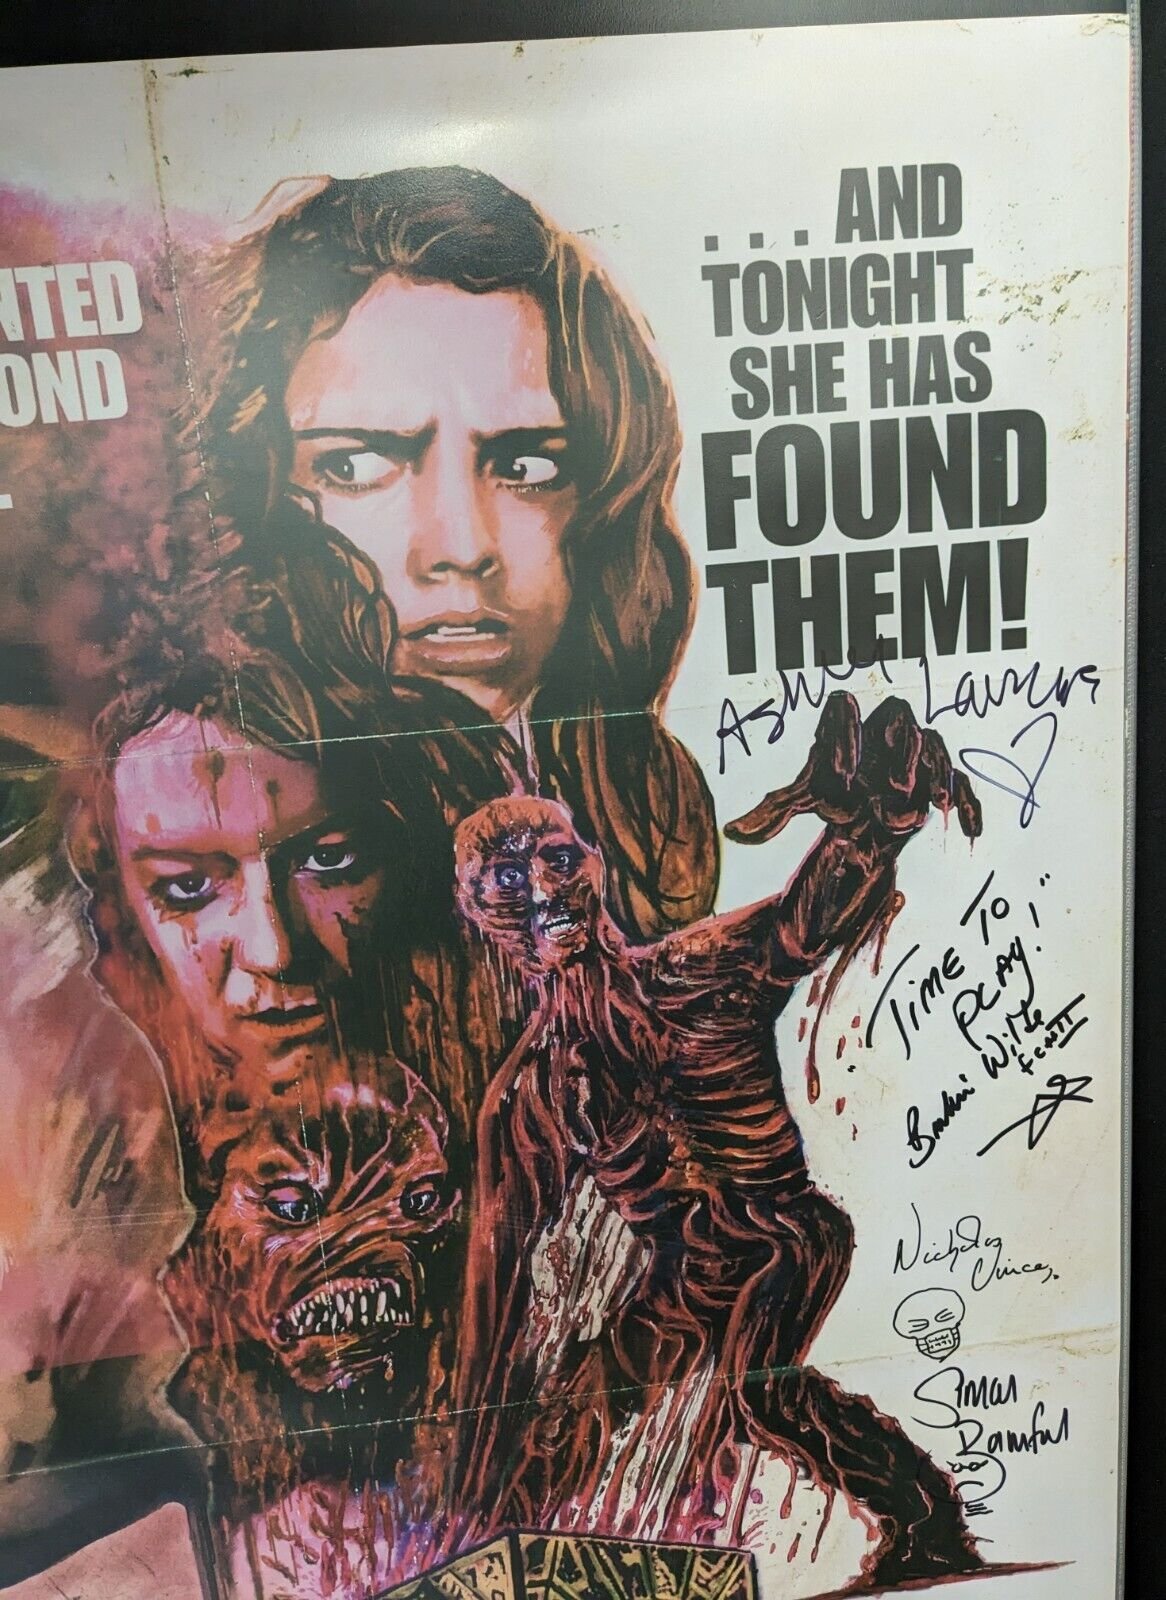 NTED
OND
. . . AND
TONIGHT
SHE HAS
FOUND
THEM!
Ashley Laurence
"TIME TO
PLAY!"
Barbie Wilde
Nicholas
Vince
Simon
Bamford